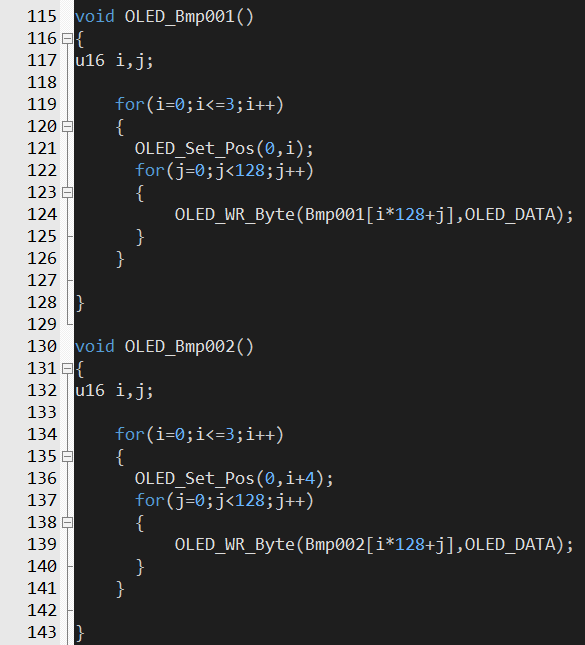 115 void OLED_Bmp001()
116 {
117 u16 i,j;
118
119     for(i=0;i<=3;i++)
120     {
121       OLED_Set_Pos(0,i);
122       for(j=0;j<128;j++)
123       {
124           OLED_WR_Byte(Bmp001[i*128+j],OLED_DATA);
125       }
126     }
127
128 }
129
130 void OLED_Bmp002()
131 {
132 u16 i,j;
133
134     for(i=0;i<=3;i++)
135     {
136       OLED_Set_Pos(0,i+4);
137       for(j=0;j<128;j++)
138       {
139           OLED_WR_Byte(Bmp002[i*128+j],OLED_DATA);
140       }
141     }
142
143 }